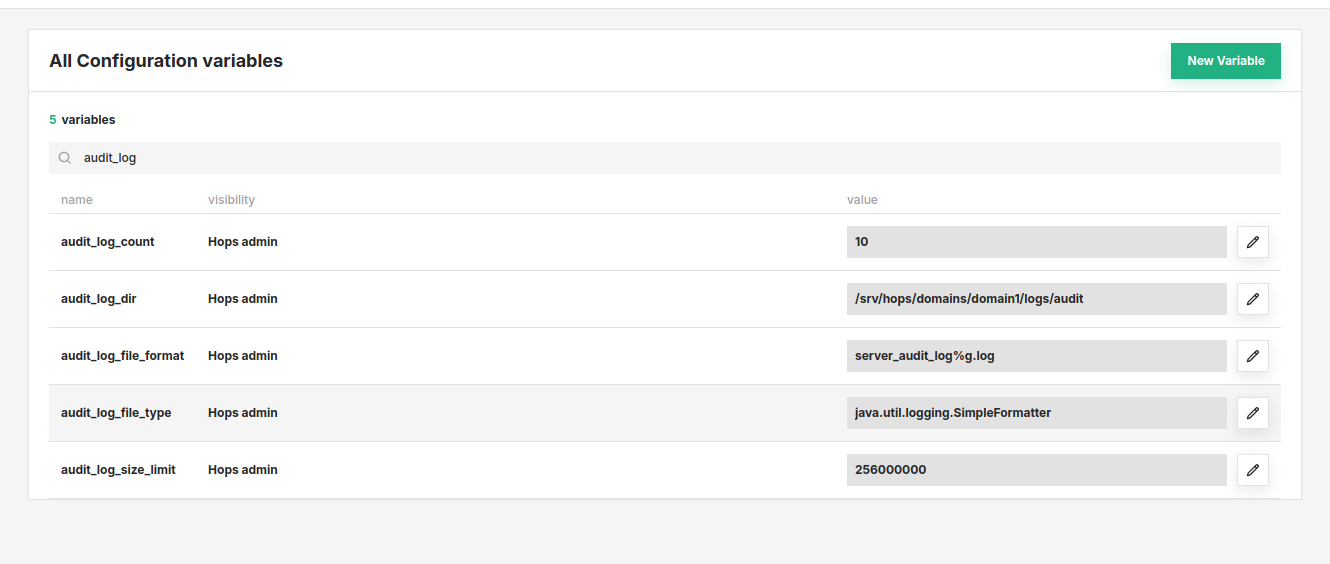 All Configuration variables
New Variable
5 variables
audit_log
name visibility value
audit_log_count Hops admin 10
audit_log_dir Hops admin /srv/hops/domains/domain1/logs/audit
audit_log_file_format Hops admin server_audit_log%g.log
audit_log_file_type Hops admin java.util.logging.SimpleFormatter
audit_log_size_limit Hops admin 256000000